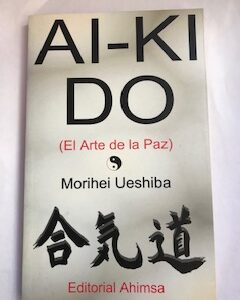 AI-KI
DO
(El Arte de la Paz)
Morihei Ueshiba
合気道
Editorial Ahimsa